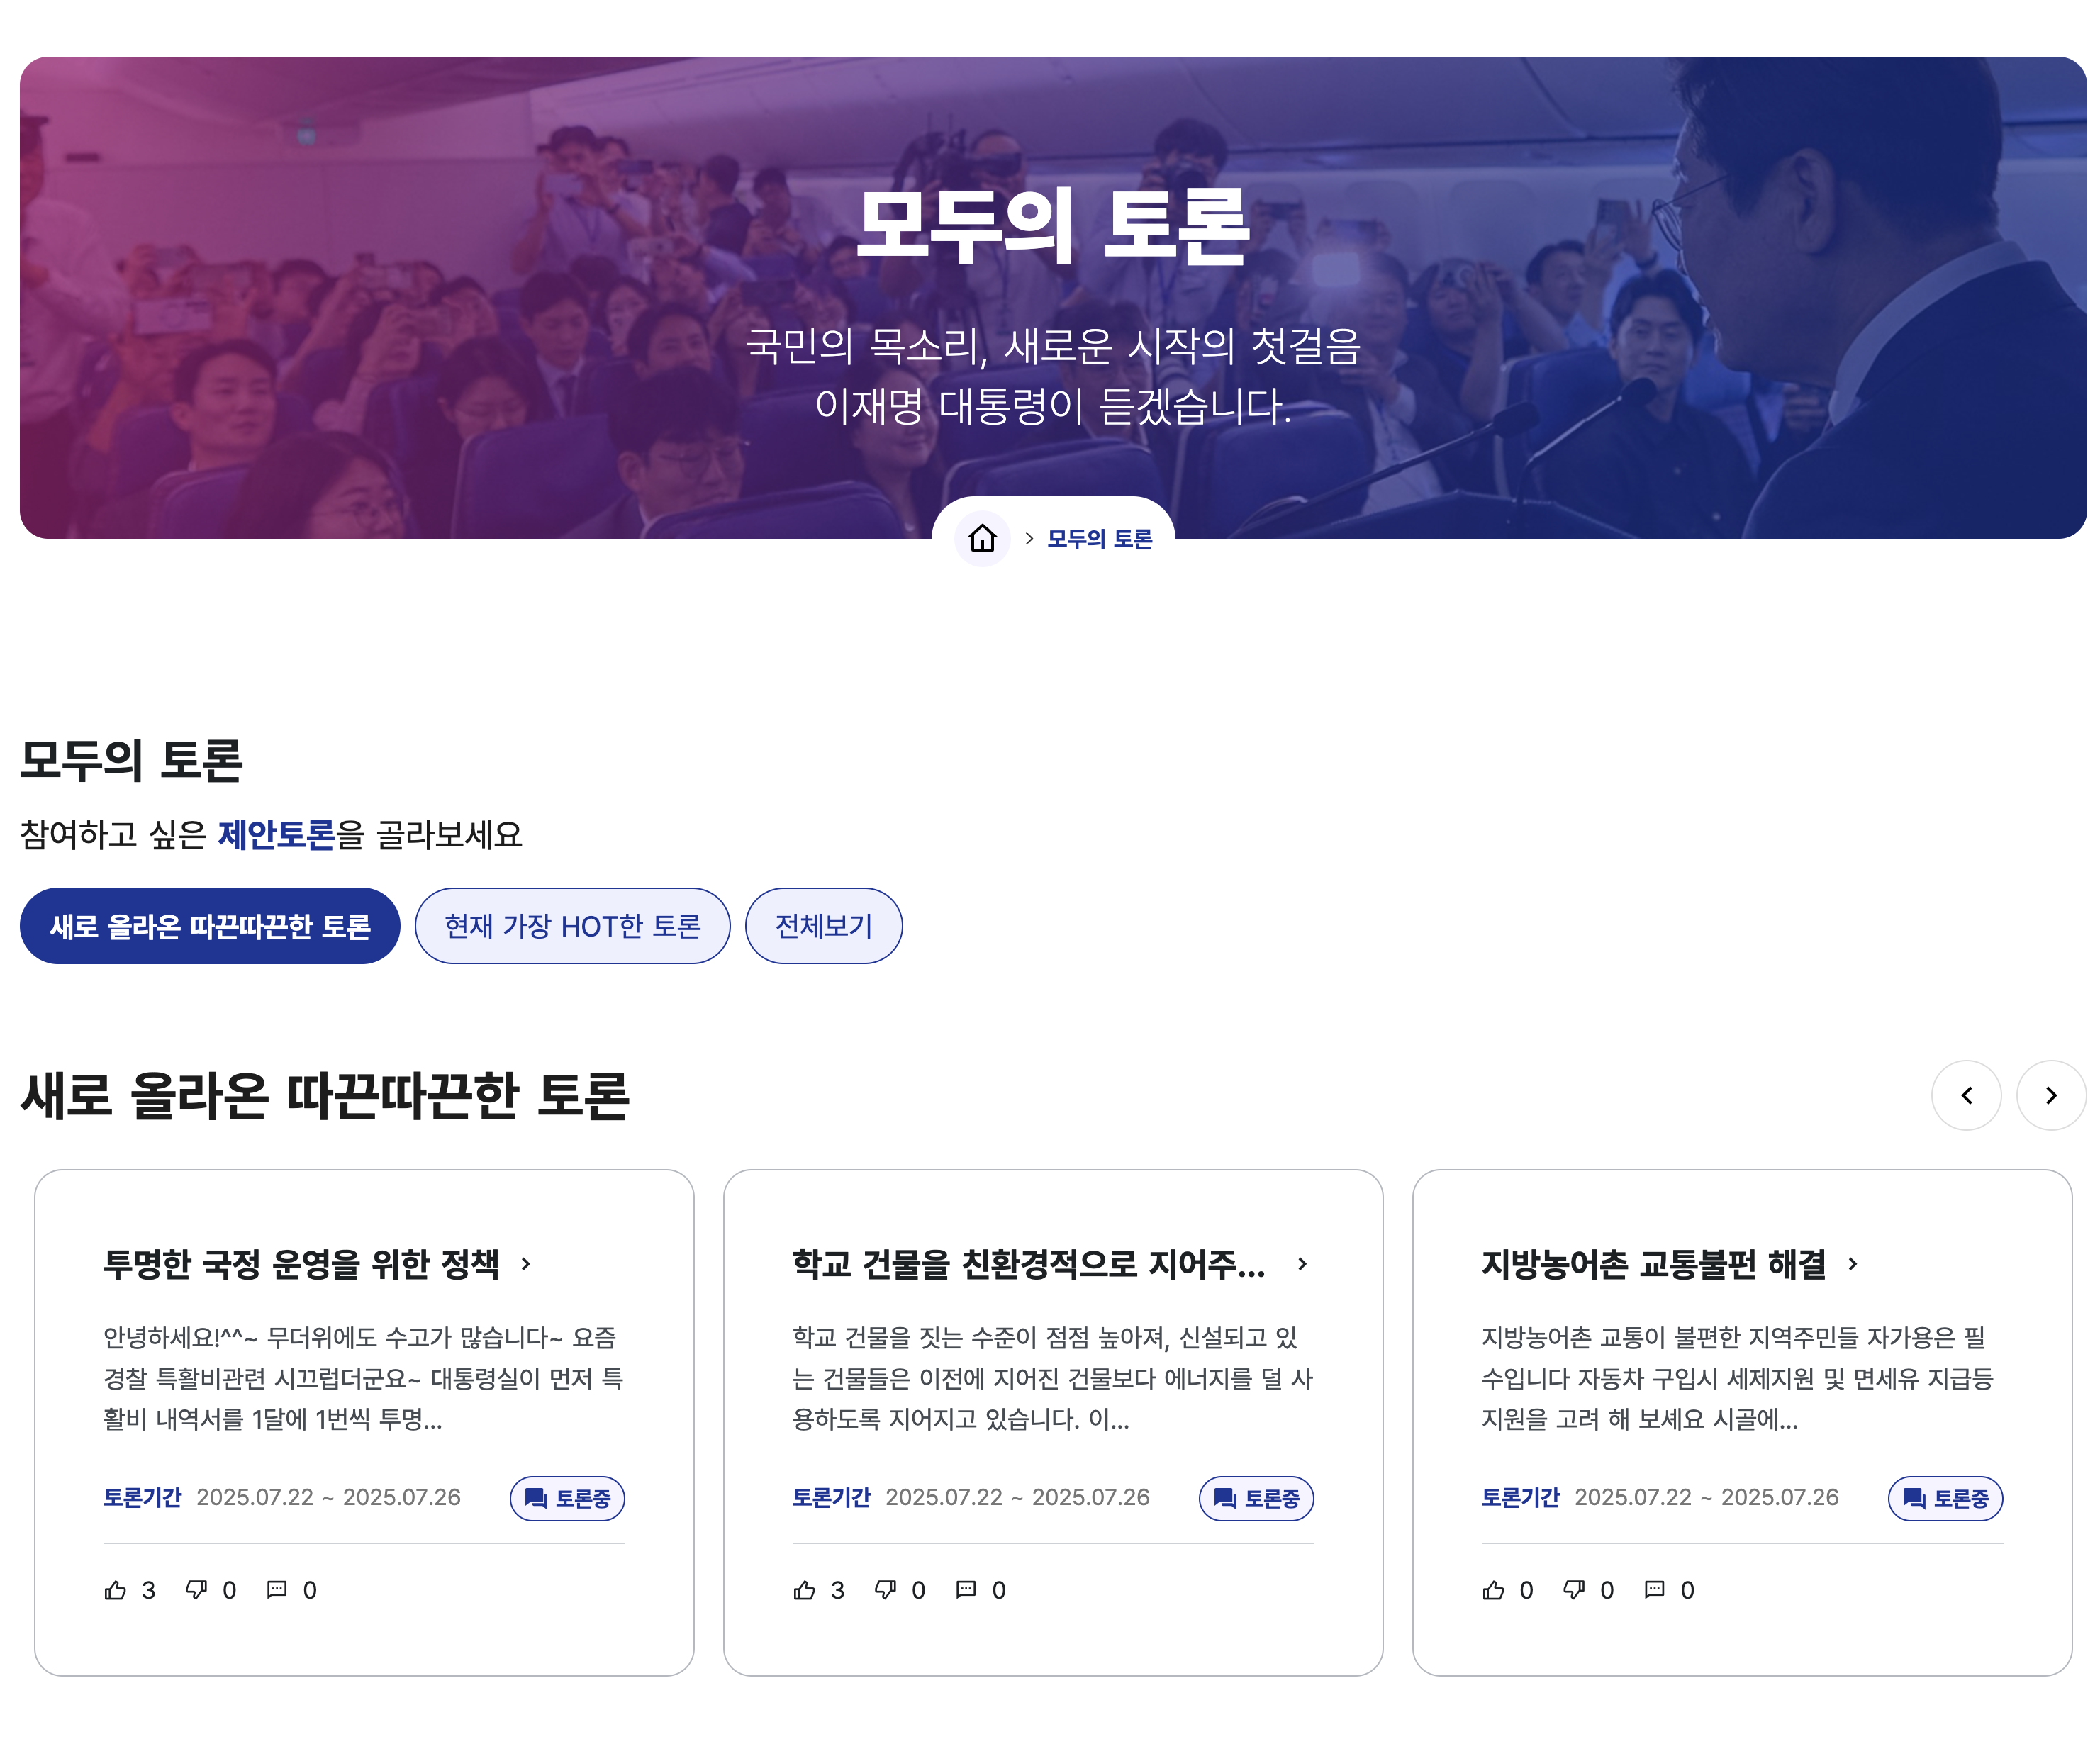 모두의 토론
국민의 목소리, 새로운 시작의 첫걸음
이재명 대통령이 듣겠습니다.
모두의 토론
모두의 토론
참여하고 싶은 제안토론을 골라보세요
새로 올라온 따끈따끈한 토론
현재 가장 HOT한 토론
전체보기
새로 올라온 따끈따끈한 토론
투명한 국정 운영을 위한 정책
안녕하세요!^^~ 무더위에도 수고가 많습니다~ 요즘
경찰 특활비관련 시끄럽더군요~ 대통령실이 먼저 특
활비 내역서를 1달에 1번씩 투명...
토론기간 2025.07.22 ~ 2025.07.26 토론중
3 0 0
학교 건물을 친환경적으로 지어주...
학교 건물을 짓는 수준이 점점 높아져, 신설되고 있
는 건물들은 이전에 지어진 건물보다 에너지를 덜 사
용하도록 지어지고 있습니다. 이...
토론기간 2025.07.22 ~ 2025.07.26 토론중
3 0 0
지방농어촌 교통불펀 해결
지방농어촌 교통이 불편한 지역주민들 자가용은 필
수입니다 자동차 구입시 세제지원 및 면세유 지급등
지원을 고려 해 보세요 시골에...
토론기간 2025.07.22 ~ 2025.07.26 토론중
0 0 0